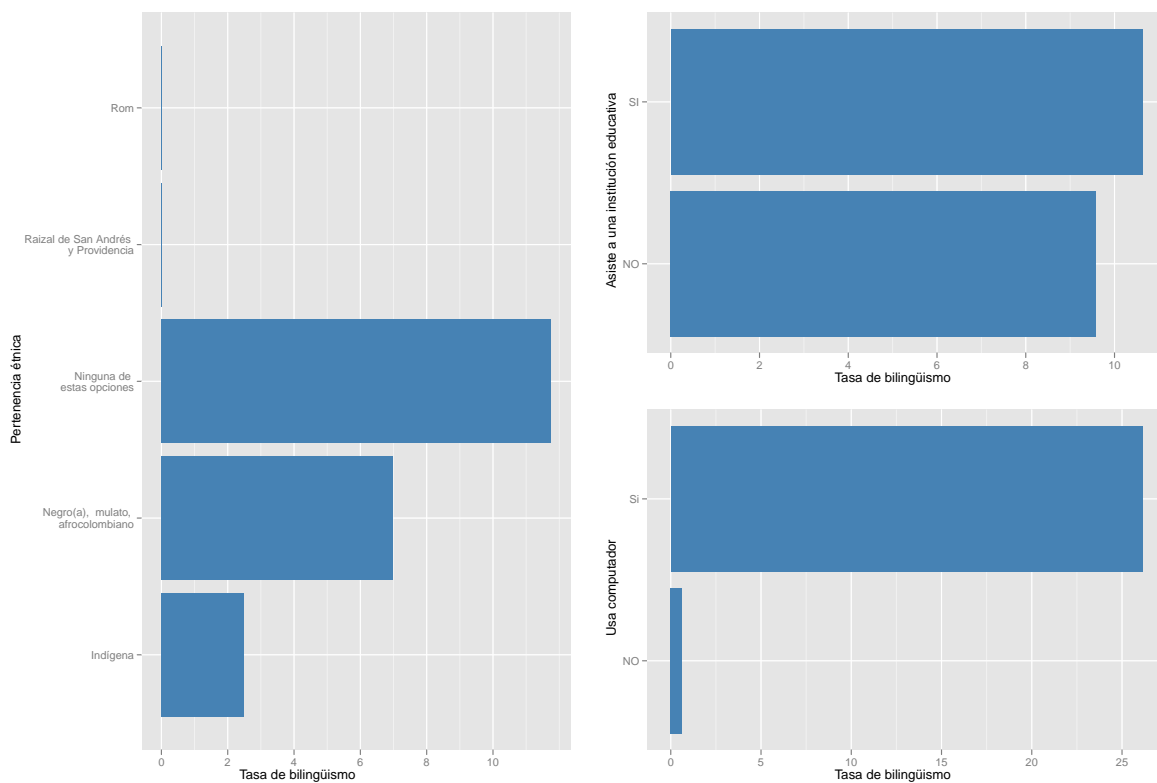 Pertenencia étnica
Rom
Raizal de San Andrés
y Providencia
Ninguna de
estas opciones
Negro(a),  mulato,
afrocolombiano
Indígena
0 2 4 6 8 10
Tasa de bilingüismo
Asiste a una institución educativa
SI
NO
0 2 4 6 8 10
Tasa de bilingüismo
Usa computador
Si
NO
0 5 10 15 20 25
Tasa de bilingüismo